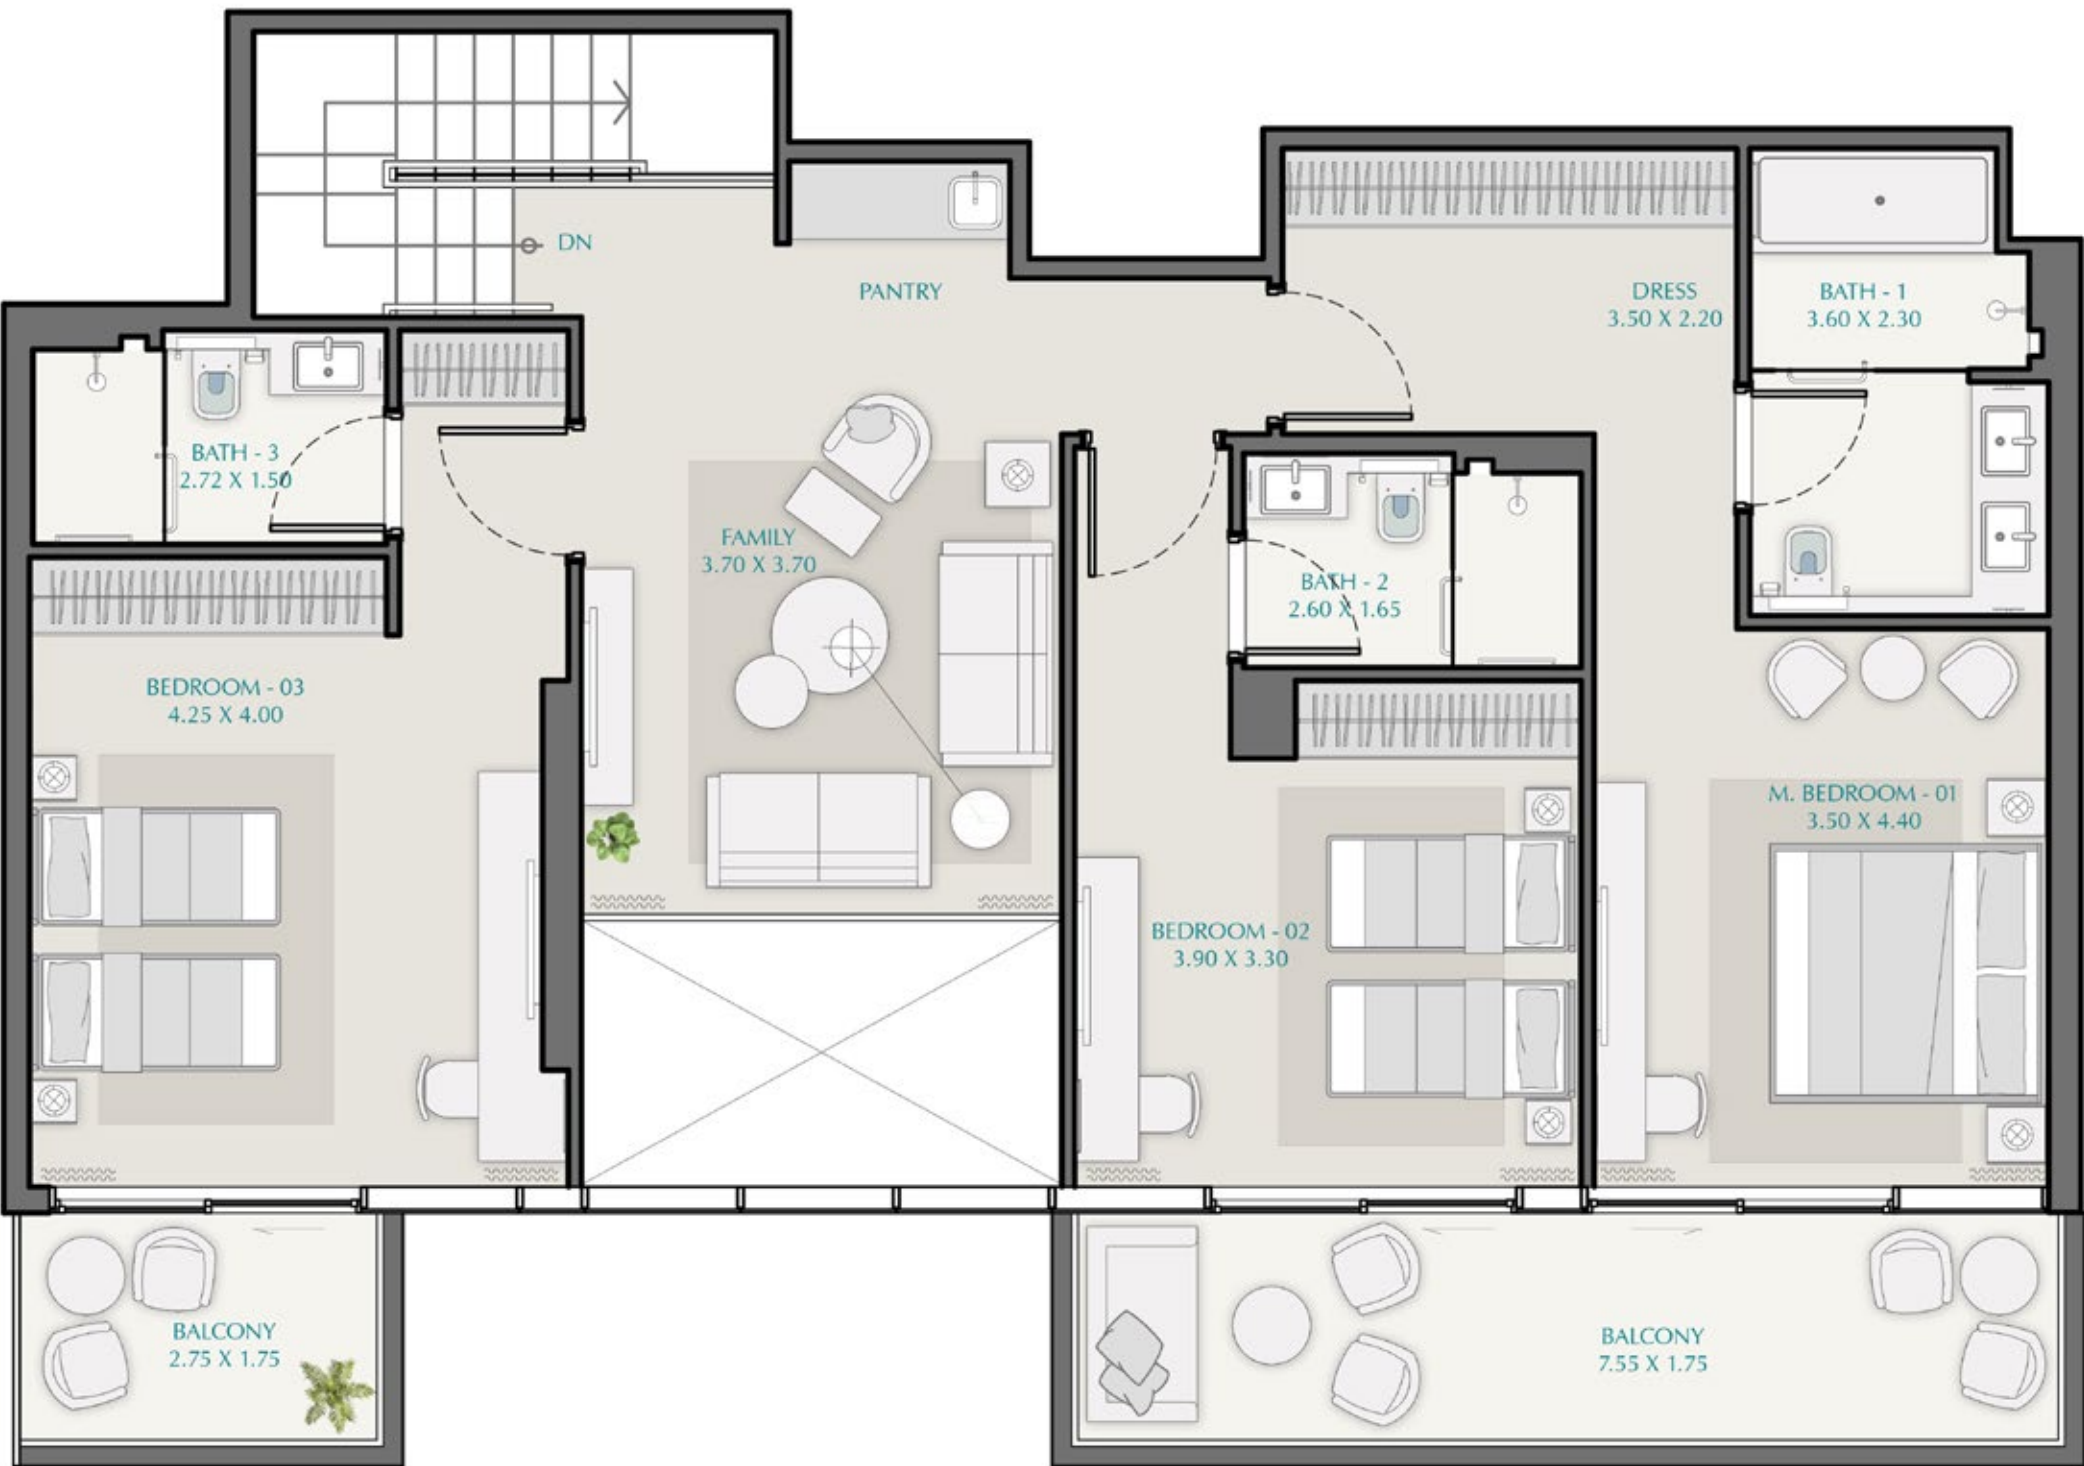 DN
PANTRY
DRESS
3.50 X 2.20
BATH - 1
3.60 X 2.30
BATH - 3
2.72 X 1.50
FAMILY
3.70 X 3.70
BATH - 2
2.60 X 1.65
BEDROOM - 03
4.25 X 4.00
M. BEDROOM - 01
3.50 X 4.40
BEDROOM - 02
3.90 X 3.30
BALCONY
2.75 X 1.75
BALCONY
7.55 X 1.75